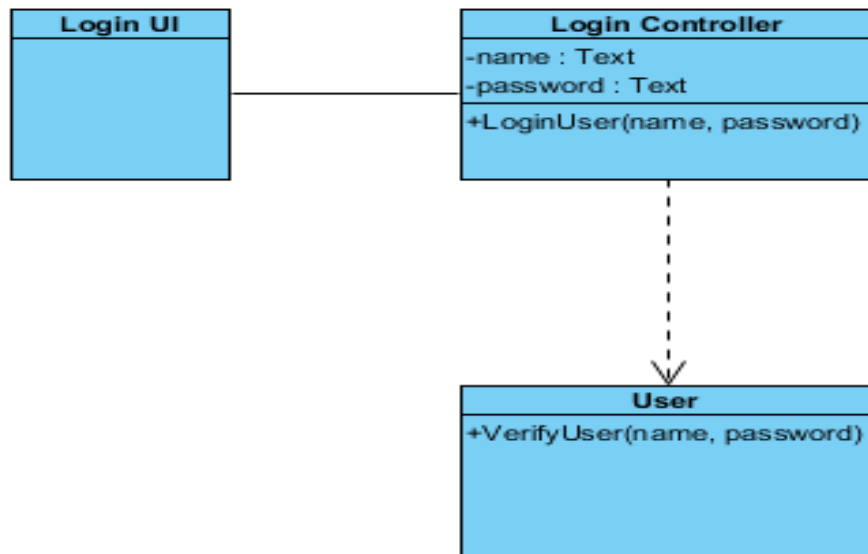 Login UI
Login Controller
-name : Text
-password : Text
+LoginUser(name, password)
User
+VerifyUser(name, password)